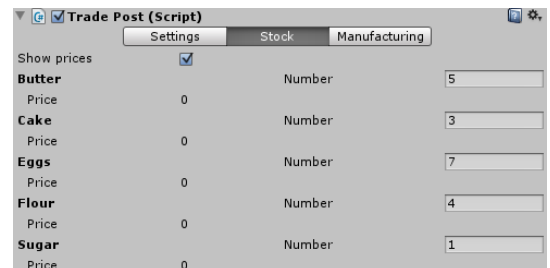 Trade Post (Script)
Settings Stock Manufacturing
Show prices
Butter Number 5
Price 0
Cake Number 3
Price 0
Eggs Number 7
Price 0
Flour Number 4
Price 0
Sugar Number 1
Price 0